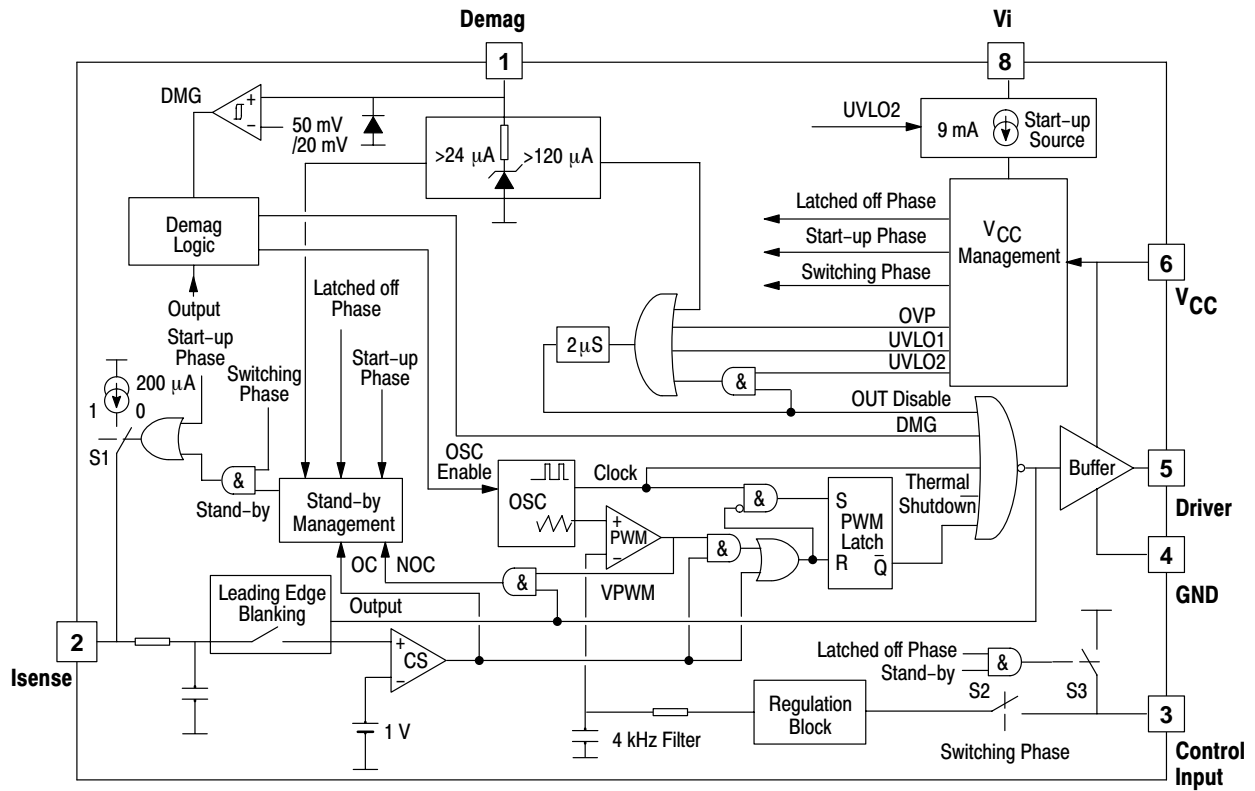 Demag
Vi
1
8
DMG
+
−
50 mV
/20 mV
>24 μA
>120 μA
UVLO2
9 mA
Start–up
Source
Demag
Logic
Latched off Phase
Start–up Phase
Switching Phase
VCC
Management
6
VCC
Output
Start–up
Phase
Latched off
Phase
Start–up
Phase
Switching
Phase
200 μA
1
0
S1
2 μS
OVP
UVLO1
UVLO2
&
OUT Disable
DMG
&
Stand–by
Stand–by
Management
OSC
Enable
OSC
Clock
&
S
PWM
Latch
R
Q
Thermal
Shutdown
Buffer
5
Driver
+
PWM
−
&
VPWM
4
GND
OC
NOC
&
Output
Leading Edge
Blanking
2
Isense
+
CS
−
1 V
Latched off Phase
Stand–by
&
S2
S3
4 kHz Filter
Regulation
Block
Switching Phase
3
Control
Input